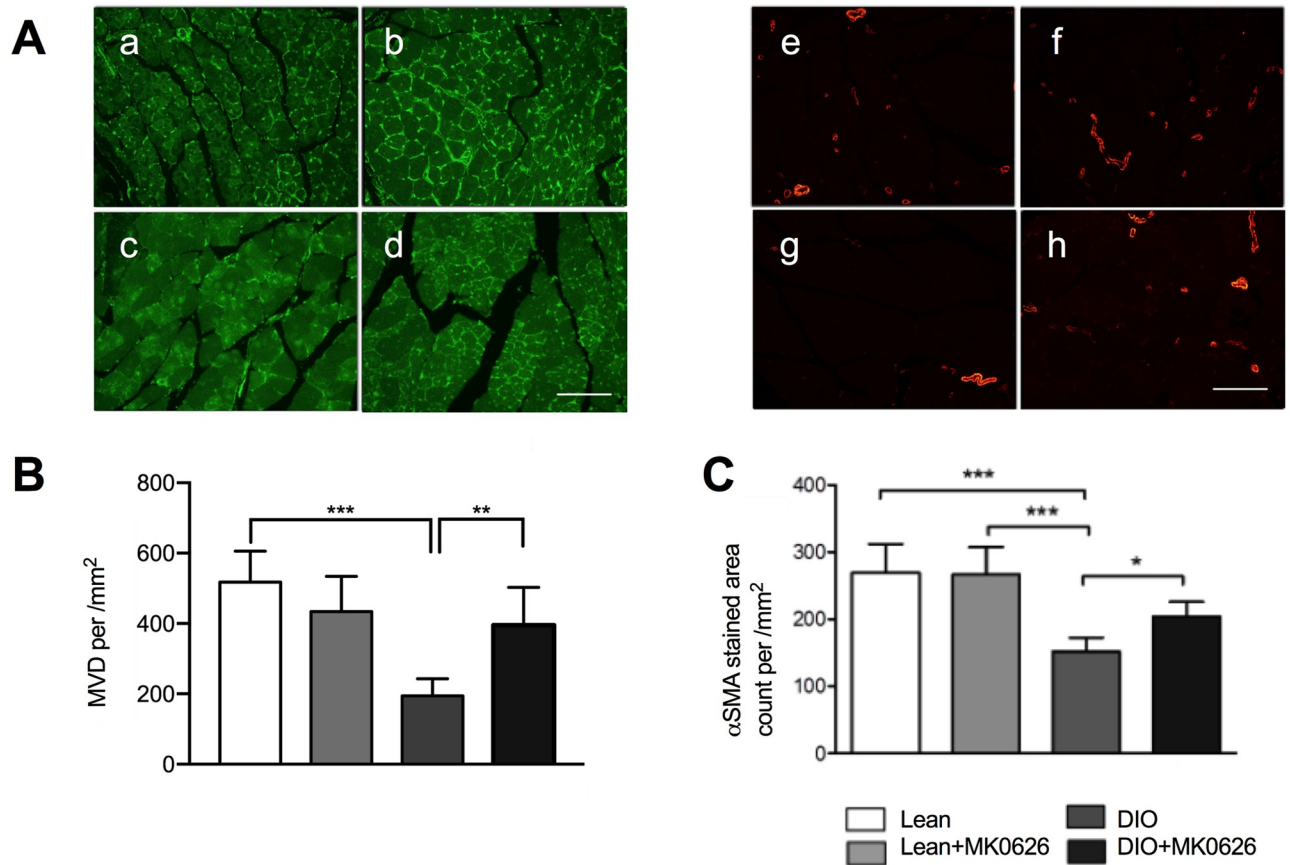 A
a
b
c
d
e
f
g
h
B
MVD per /mm²
800
600
400
200
0
***
**
C
αSMA stained area
count per /mm²
400
300
200
100
0
***
***
*
Lean
DIO
Lean+MK0626
DIO+MK0626